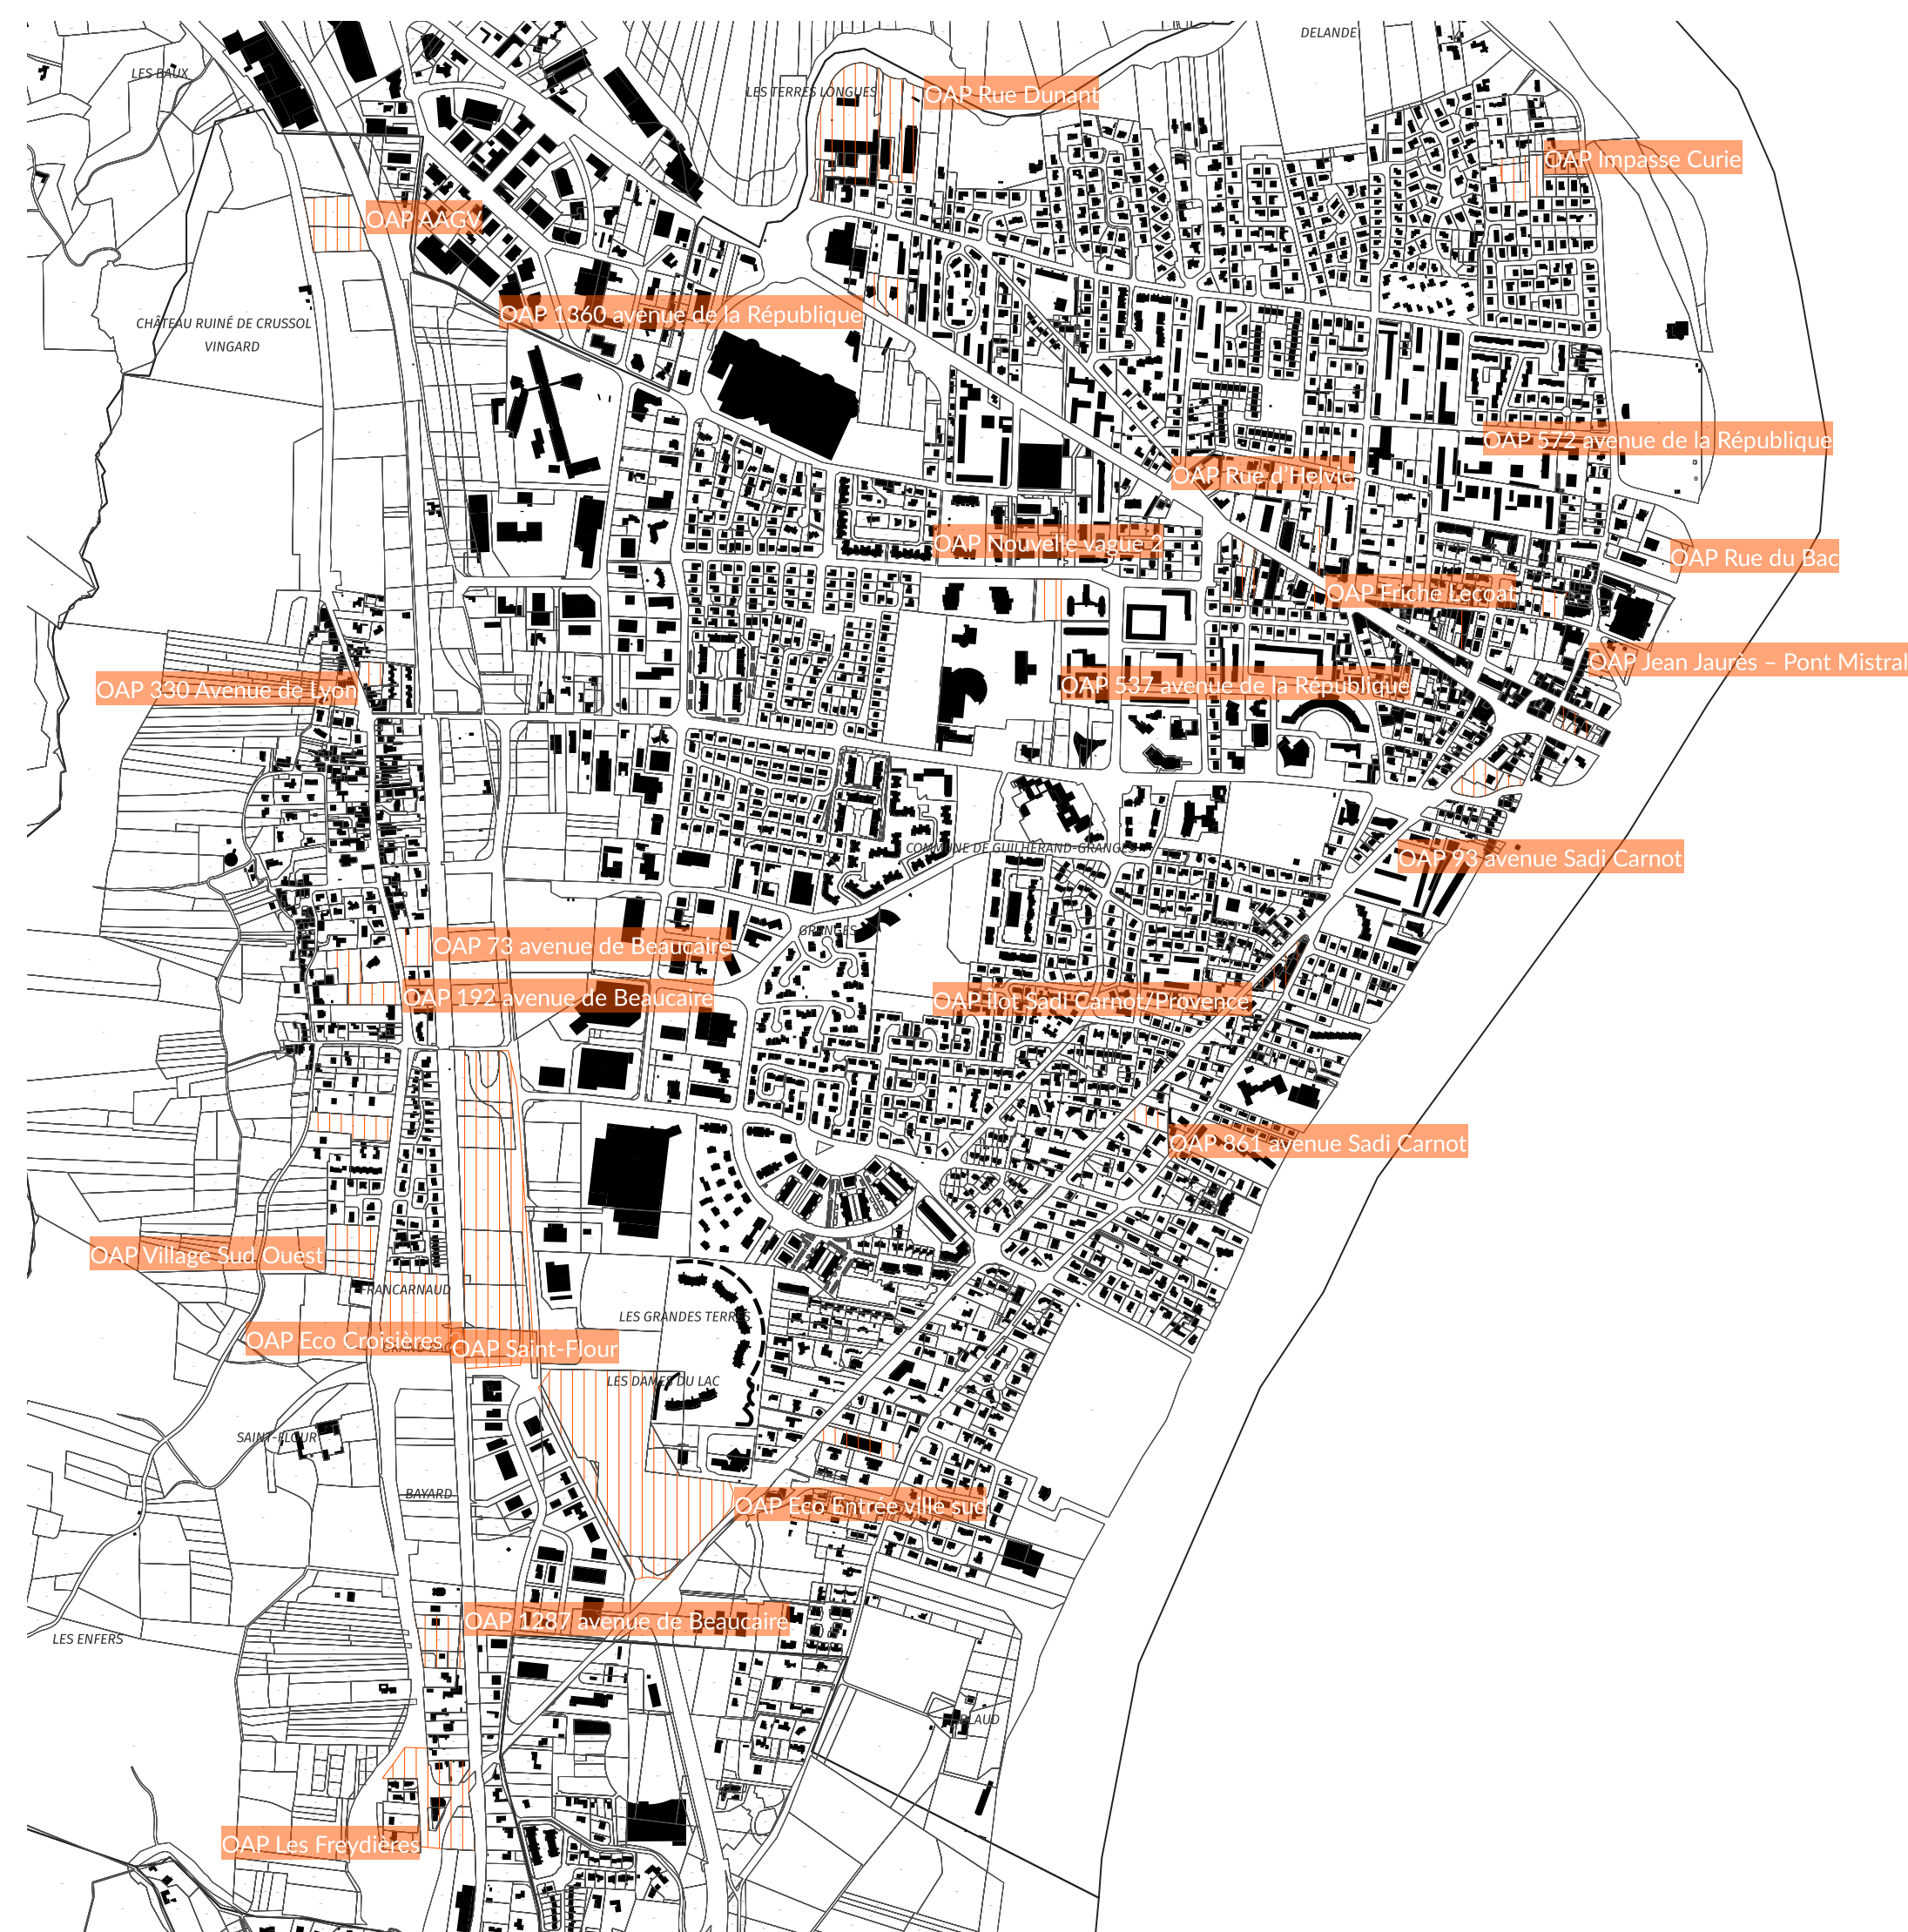 DELANDE
LES BAUX
LES TERRES LONGUES
OAP Rue Dunant
OAP Impasse Curie
OAP AAGV
OAP 1360 avenue de la République
CHÂTEAU RUINÉ DE CRUSSOL
VINGARD
OAP 572 avenue de la République
OAP Rue d'Helvie
OAP Nouvelle vague 2
OAP Rue du Bac
OAP Friche Lecoat
OAP Jean Jaurès – Pont Mistral
OAP 330 Avenue de Lyon
OAP 537 avenue de la République
COMMUNE DE GUILHERAND-GRANGES
OAP 93 avenue Sadi Carnot
GRANGES
OAP 73 avenue de Beaucaire
OAP 192 avenue de Beaucaire
OAP Îlot Sadi Carnot/Provence
OAP 861 avenue Sadi Carnot
OAP Village Sud Ouest
FRANCARNAUD
LES GRANDES TERRES
OAP Eco Croisières
OAP Saint-Flour
LES DAMES DU LAC
SAINT-FLOUR
BAYARD
OAP Eco Entrée ville sud
OAP 1287 avenue de Beaucaire
LES ENFERS
OAP Les Freydières